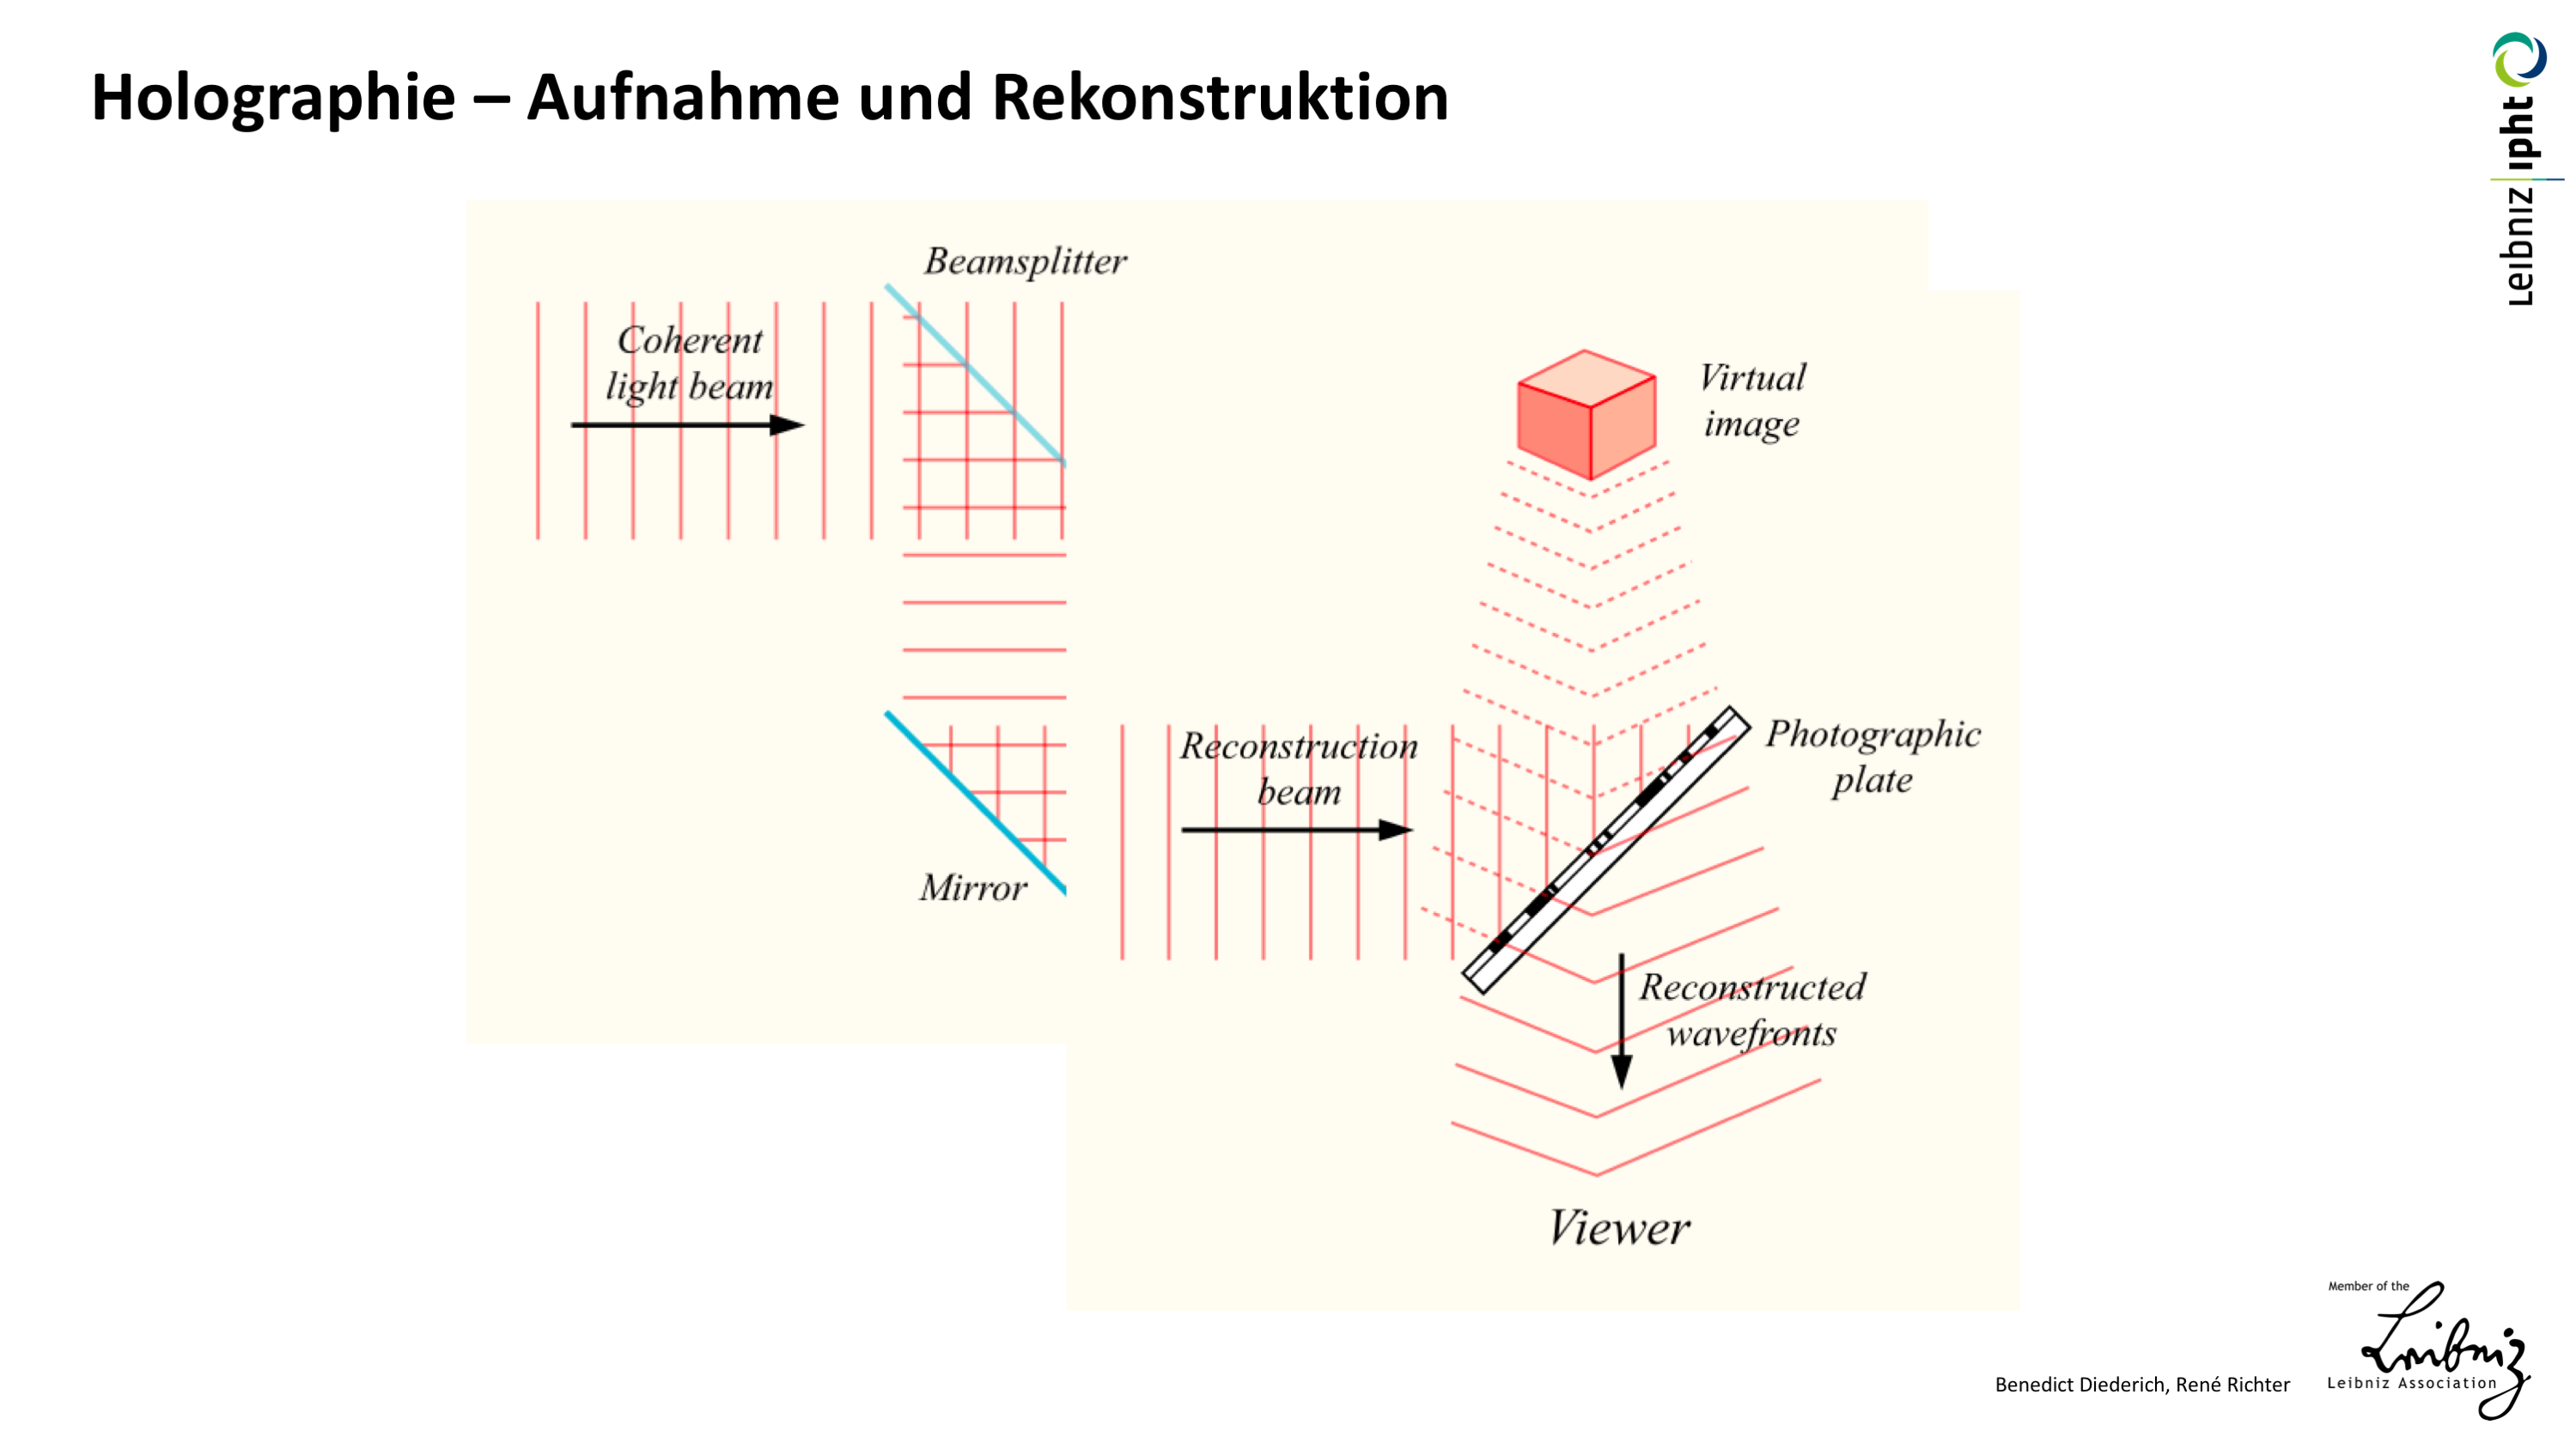 Holographie – Aufnahme und Rekonstruktion
Leibniz ipht
Beamsplitter
Coherent
light beam
Virtual
image
Reconstruction
beam
Photographic
plate
Mirror
Reconstructed
wavefronts
Viewer
Member of the
Leibniz
Leibniz Association
Benedict Diederich, René Richter